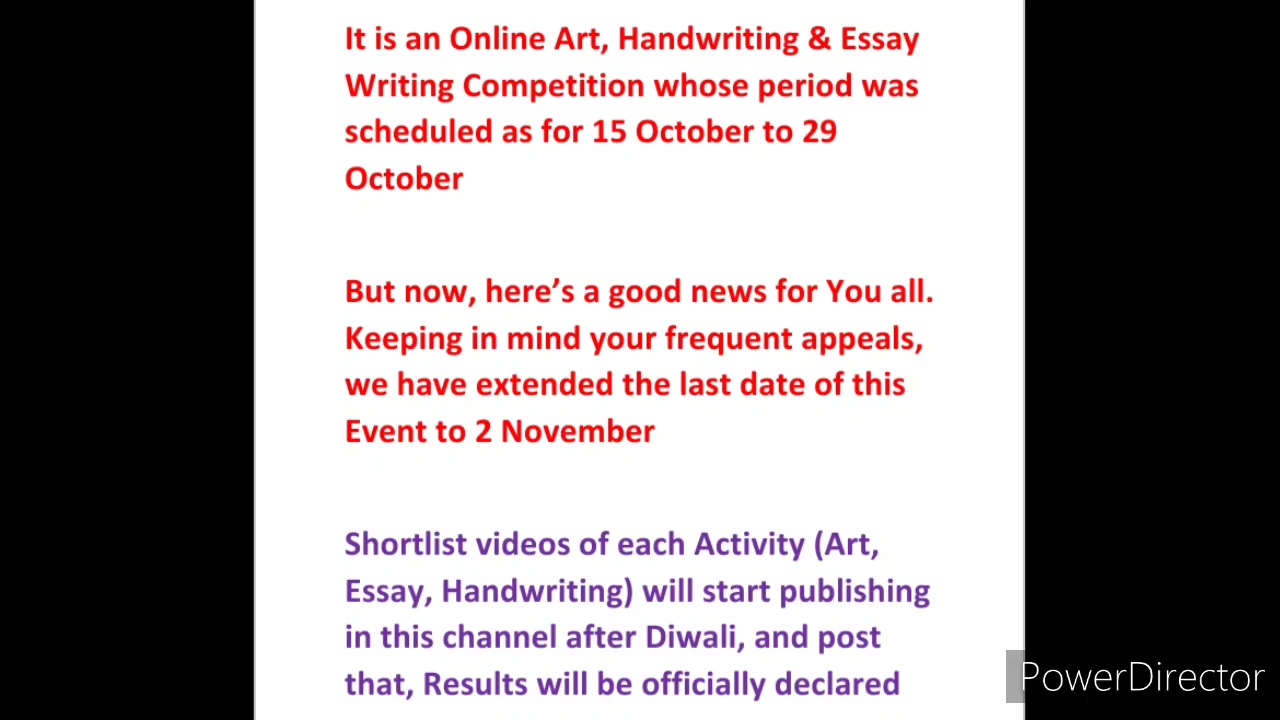 It is an Online Art, Handwriting & Essay
Writing Competition whose period was
scheduled as for 15 October to 29
October
But now, here’s a good news for You all.
Keeping in mind your frequent appeals,
we have extended the last date of this
Event to 2 November
Shortlist videos of each Activity (Art,
Essay, Handwriting) will start publishing
in this channel after Diwali, and post
that, Results will be officially declared
PowerDirector